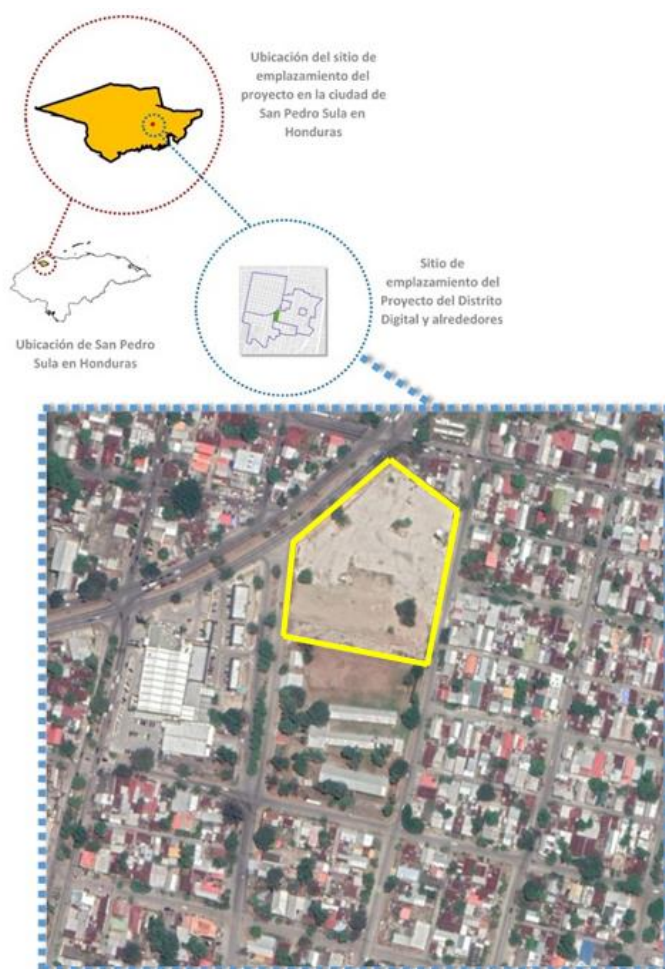 Ubicación del sitio de
emplazamiento del
proyecto en la ciudad de
San Pedro Sula en
Honduras
Sitio de
emplazamiento del
Proyecto del Distrito
Digital y alrededores
Ubicación de San Pedro
Sula en Honduras